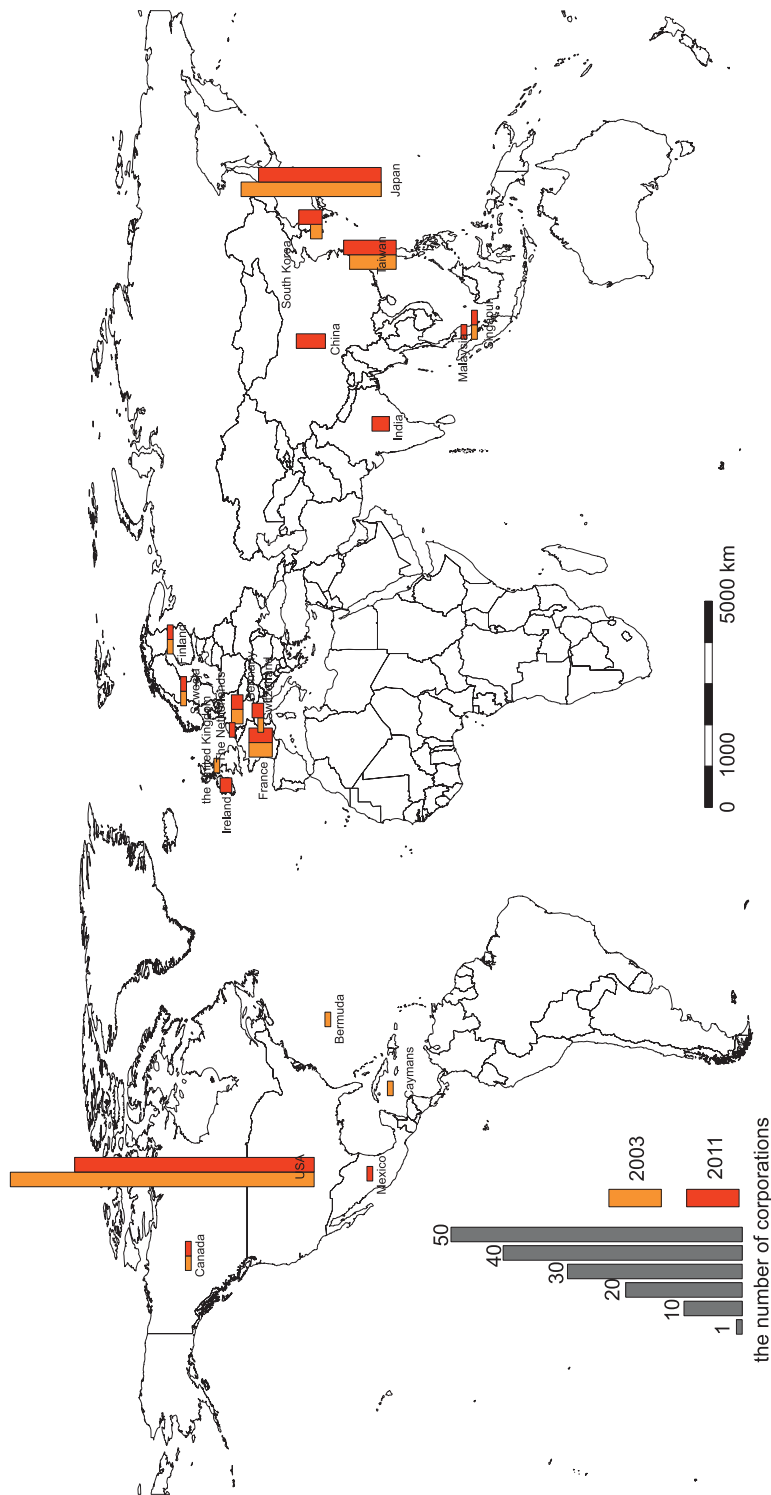 Canada
USA
Mexico
Bermuda
Caymans
Ireland
the United Kingdom
The Netherlands
France
Germany
Switzerland
Sweden
Finland
India
China
South Korea
Japan
Taiwan
Malaysia
Singapur
0 1000 5000 km
2003
2011
1 10 20 30 40 50
the number of corporations